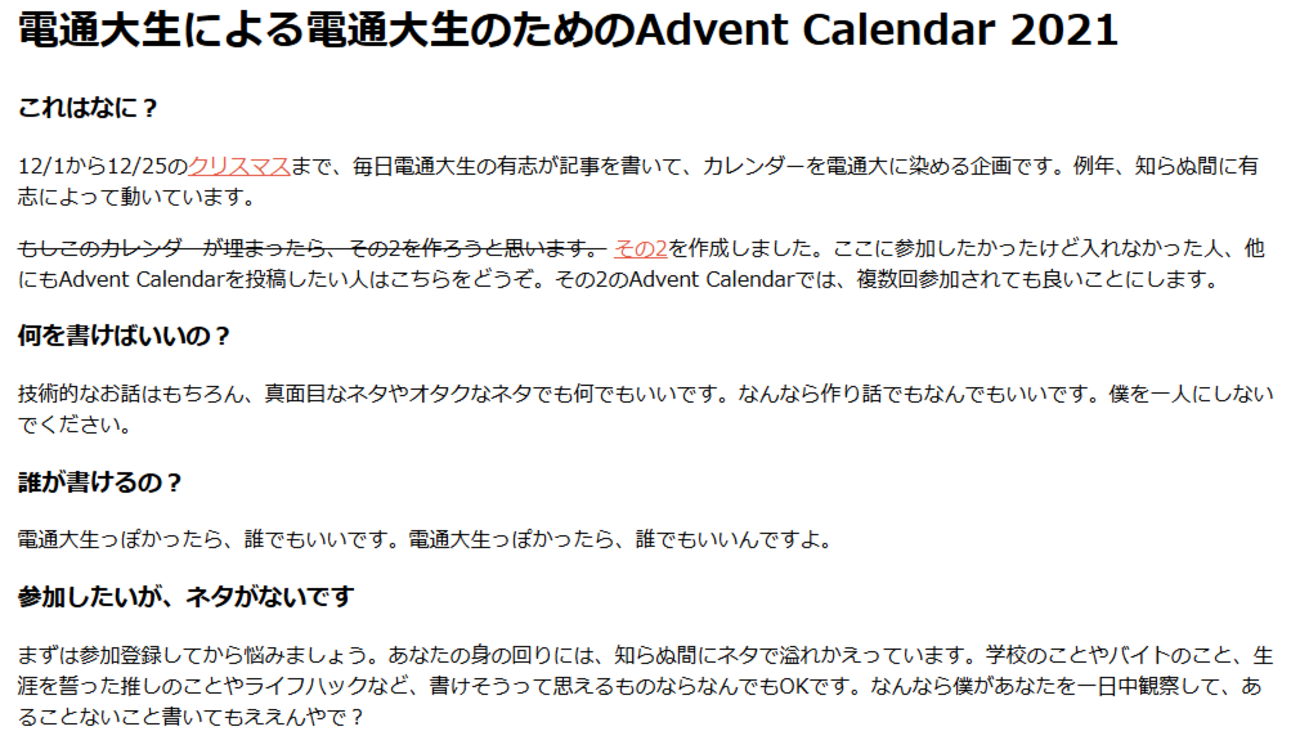 電通大生による電通大生のためのAdvent Calendar 2021
これはなに？
12/1から12/25のクリスマスまで、毎日電通大生の有志が記事を書いて、カレンダーを電通大に染める企画です。例年、知らぬ間に有
志によって動いています。
もしこのカレンダーが埋まったら、その2を作ろうと思います。 その2を作成しました。ここに参加したかったけど入れなかった人、他
にもAdvent Calendarを投稿したい人はこちらをどうぞ。その2のAdvent Calendarでは、複数回参加されても良いことにします。
何を書けばいいの？
技術的なお話はもちろん、真面目なネタやオタクなネタでも何でもいいです。なんなら作り話でもなんでもいいです。僕を一人にしない
でください。
誰が書けるの？
電通大生っぽかったら、誰でもいいです。電通大生っぽかったら、誰でもいいんですよ。
参加したいが、ネタがないです
まずは参加登録してから悩みましょう。あなたの身の回りには、知らぬ間にネタで溢れかえっています。学校のことやバイトのこと、生
涯を誓った推しのことやライフハックなど、書けそうって思えるものならなんでもOKです。なんなら僕があなたを一日中観察して、あ
ることないこと書いてもええんやで？